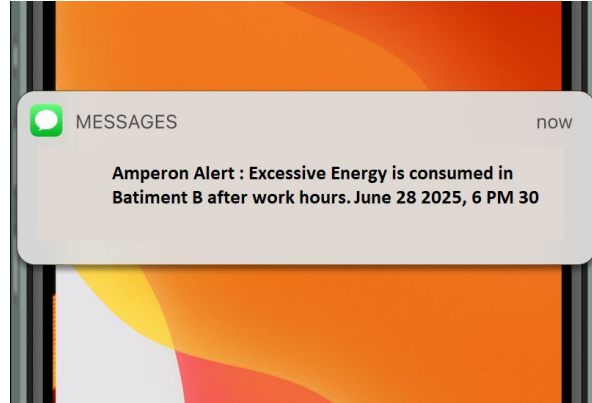 MESSAGES now
Amperon Alert : Excessive Energy is consumed in
Batiment B after work hours. June 28 2025, 6 PM 30